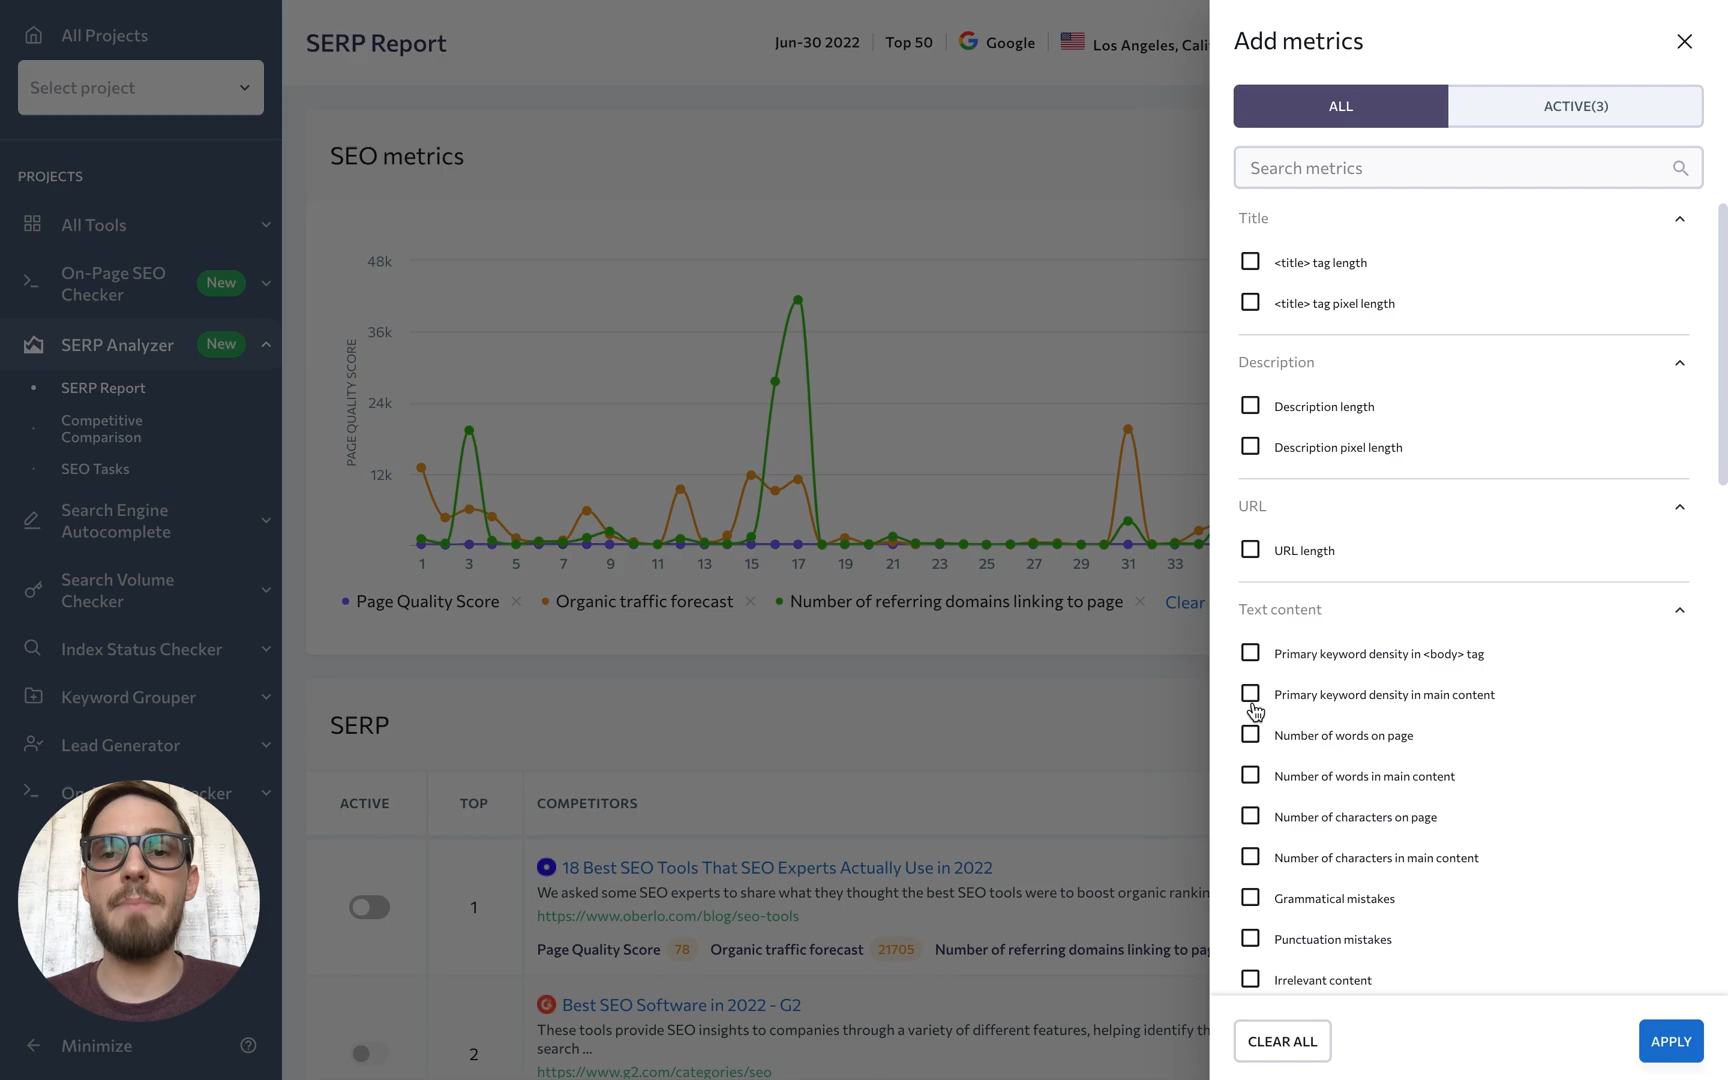 All Projects
Select project
PROJECTS
All Tools
On-Page SEO
Checker
New
SERP Analyzer
New
SERP Report
Competitive
Comparison
SEO Tasks
Search Engine
Autocomplete
Search Volume
Checker
Index Status Checker
Keyword Grouper
Lead Generator
Minimize
SERP Report
Jun-30 2022
Top 50
Google
Los Angeles, Cali
SEO metrics
PAGE QUALITY SCORE
48k
36k
24k
12k
1 3 5 7 9 11 13 15 17 19 21 23 25 27 29 31 33
Page Quality Score
Organic traffic forecast
Number of referring domains linking to page
Clear
SERP
ACTIVE TOP COMPETITORS
1
18 Best SEO Tools That SEO Experts Actually Use in 2022
We asked some SEO experts to share what they thought the best SEO tools were to boost organic rankin
https://www.oberlo.com/blog/seo-tools
Page Quality Score 78 Organic traffic forecast 21705 Number of referring domains linking to pag
2
Best SEO Software in 2022 - G2
These tools provide SEO insights to companies through a variety of different features, helping identify th
search ...
https://www.g2.com/categories/seo
Add metrics
ALL
ACTIVE(3)
Search metrics
Title
<title> tag length
<title> tag pixel length
Description
Description length
Description pixel length
URL
URL length
Text content
Primary keyword density in <body> tag
Primary keyword density in main content
Number of words on page
Number of words in main content
Number of characters on page
Number of characters in main content
Grammatical mistakes
Punctuation mistakes
Irrelevant content
CLEAR ALL
APPLY